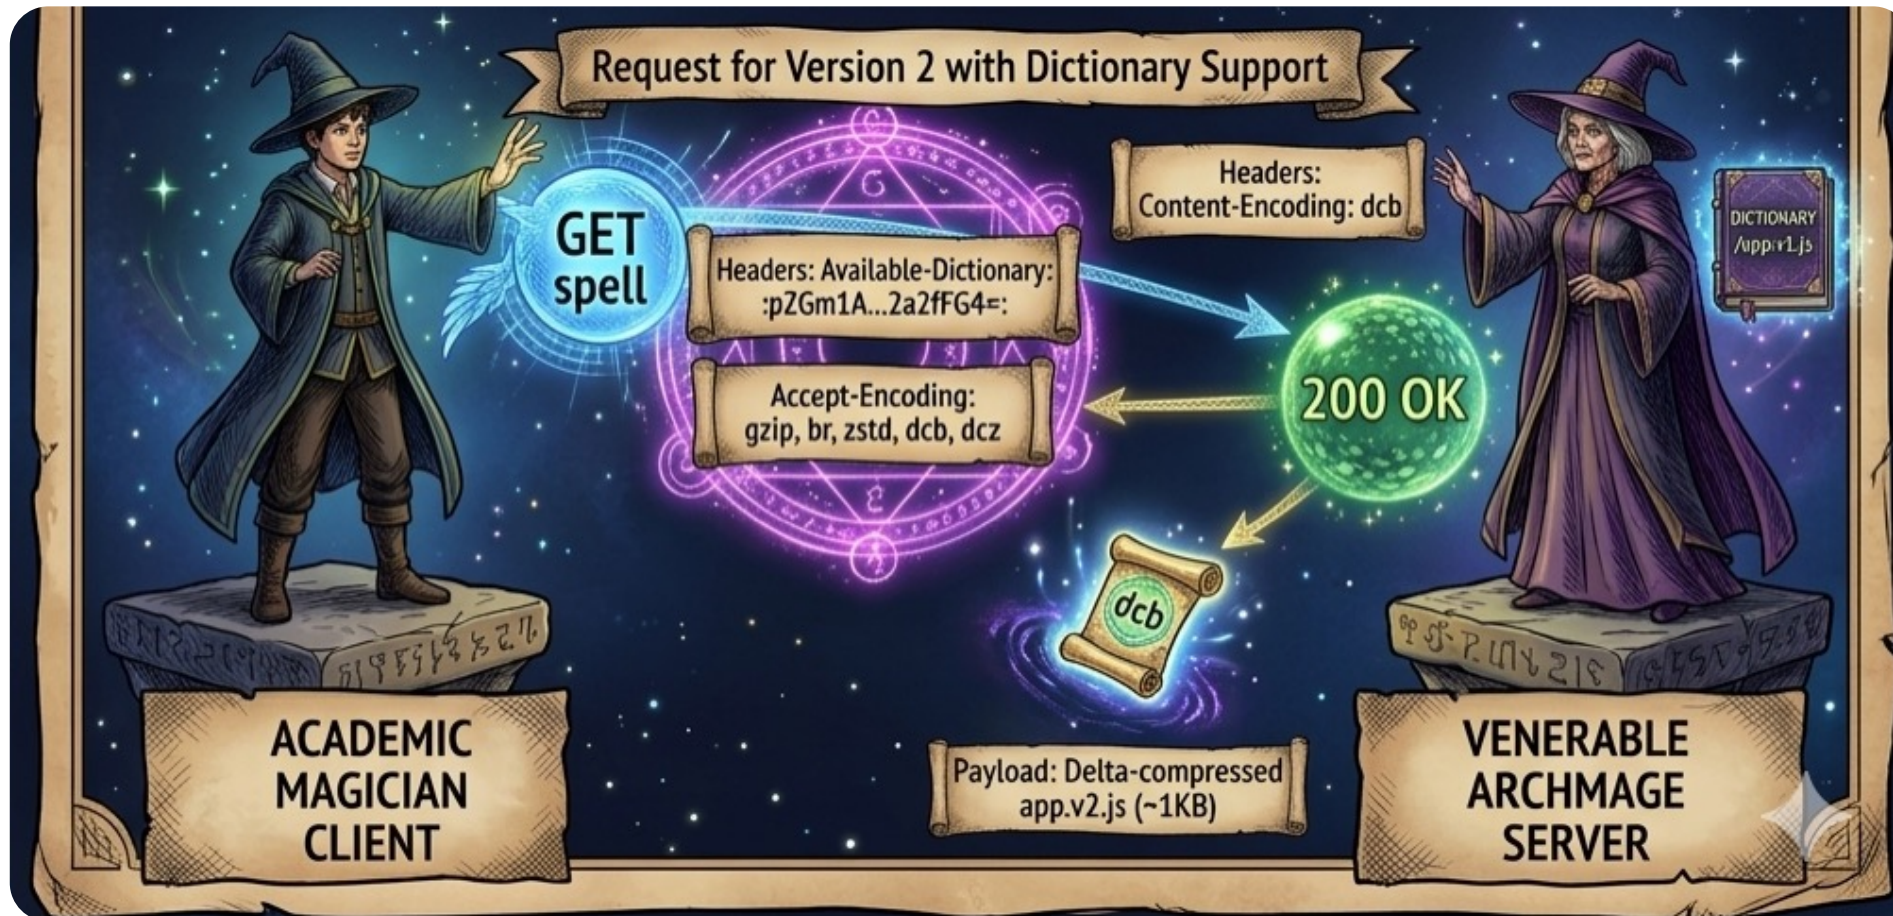 Request for Version 2 with Dictionary Support
GET
spell
Headers: Available-Dictionary:
:pZGm1A...2a2fFG4=:
Accept-Encoding:
gzip, br, zstd, dcb, dcz
Headers:
Content-Encoding: dcb
200 OK
DICTIONARY
dcb
Payload: Delta-compressed
app.v2.js (~1KB)
ACADEMIC
MAGICIAN
CLIENT
VENERABLE
ARCHMAGE
SERVER